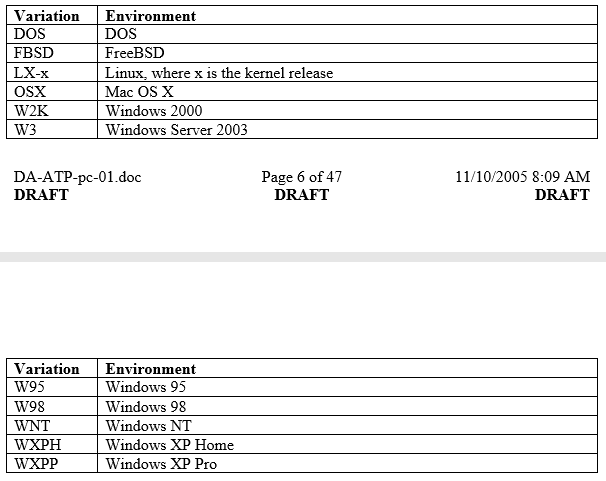 Variation Environment
DOS DOS
FBSD FreeBSD
LX-x Linux, where x is the kernel release
OSX Mac OS X
W2K Windows 2000
W3 Windows Server 2003
DA-ATP-pc-01.doc Page 6 of 47 11/10/2005 8:09 AM
DRAFT DRAFT DRAFT
Variation Environment
W95 Windows 95
W98 Windows 98
WNT Windows NT
WXPH Windows XP Home
WXPP Windows XP Pro